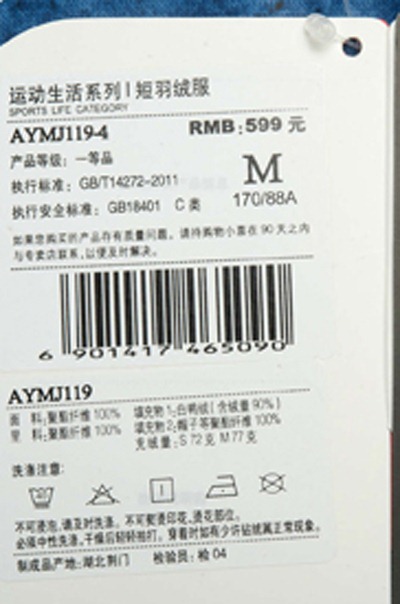 运动生活系列 | 短羽绒服
SPORTS LIFE CATEGORY
AYMJ119-4 RMB:599 元
产品等级: 一等品
M
执行标准: GB/T14272-2011
170/88A
执行安全标准: GB18401 C 类
如果您购买的产品存有质量问题, 请持购物小票在 90 天之内
与专卖店联系, 以便及时解决。
6 901417 465090
AYMJ119
面 料:聚酯纤维 100% 填充物 1:白鸭绒(含绒量 90%)
里 料:聚酯纤维 100% 填充物 2:帽子等聚酯纤维 100%
充绒量: S 72克 M 77克
洗涤注意:
不可浸泡,请及时洗涤。不可熨烫印花、烫花部位。
必须中性洗涤,干燥后轻轻拍打。穿着时如有少许钻绒属正常现象。
制成品产地:湖北荆门 检验员: 检 04